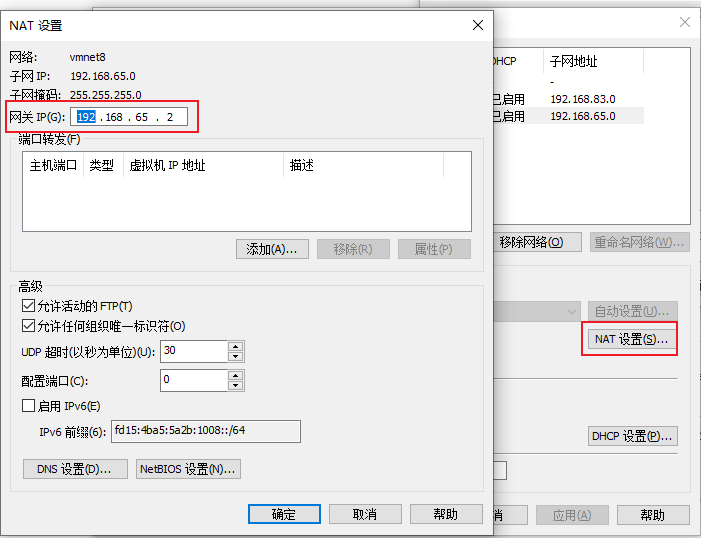 NAT 设置
网络: vmnet8
子网 IP: 192.168.65.0
子网掩码: 255.255.255.0
网关 IP(G): 192 . 168 . 65 . 2
端口转发(F)
主机端口 类型 虚拟机 IP 地址 描述
添加(A)... 移除(R) 属性(P)
高级
允许活动的 FTP(T)
允许任何组织唯一标识符(O)
UDP 超时(以秒为单位)(U): 30
配置端口(C): 0
启用 IPv6(E)
IPv6 前缀(6): fd15:4ba5:5a2b:1008::/64
DNS 设置(D)... NetBIOS 设置(N)...
确定 取消 帮助
DHCP 子网地址
- -
已启用 192.168.83.0
已启用 192.168.65.0
移除网络(O) 重命名网络(W)...
自动设置(U)...
NAT 设置(S)...
DHCP 设置(P)...
应用(A) 帮助